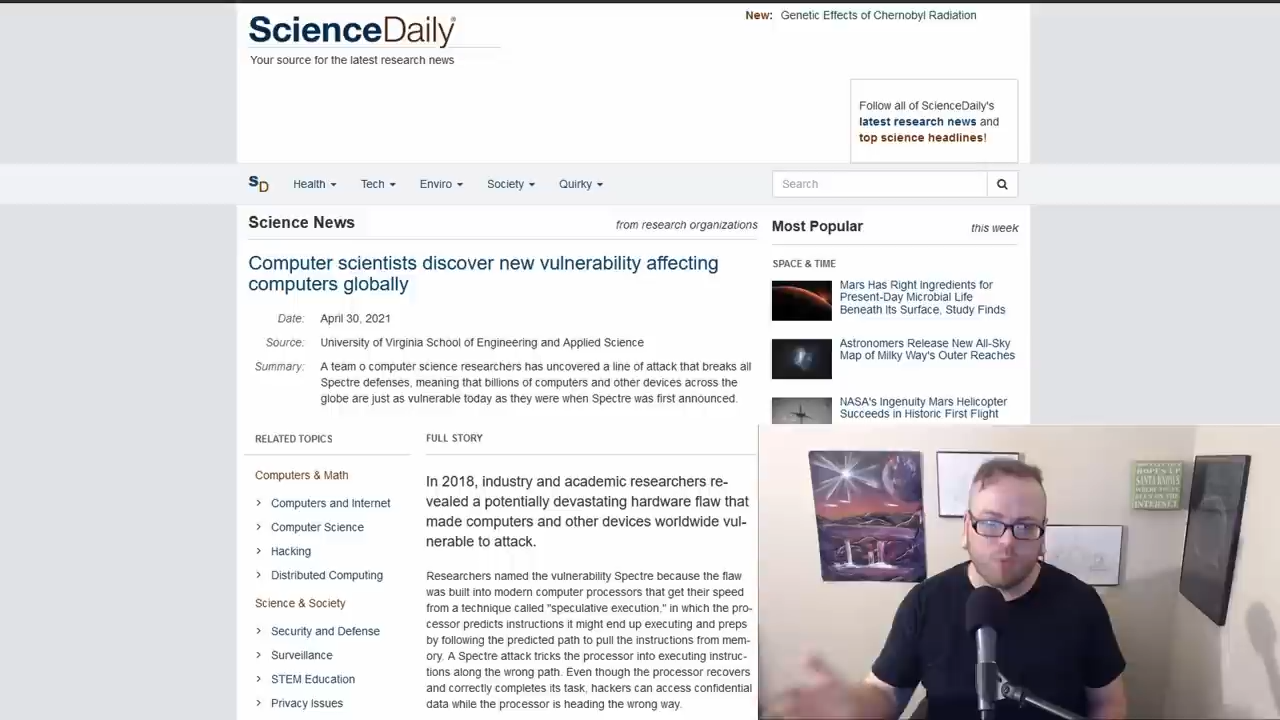 ScienceDaily
Your source for the latest research news
New: Genetic Effects of Chernobyl Radiation
Follow all of ScienceDaily's
latest research news and
top science headlines!
SD
Health
Tech
Enviro
Society
Quirky
Search
Science News
from research organizations
Computer scientists discover new vulnerability affecting
computers globally
Date: April 30, 2021
Source: University of Virginia School of Engineering and Applied Science
Summary: A team o computer science researchers has uncovered a line of attack that breaks all
Spectre defenses, meaning that billions of computers and other devices across the
globe are just as vulnerable today as they were when Spectre was first announced.
RELATED TOPICS
Computers & Math
Computers and Internet
Computer Science
Hacking
Distributed Computing
Science & Society
Security and Defense
Surveillance
STEM Education
Privacy Issues
FULL STORY
In 2018, industry and academic researchers re-
vealed a potentially devastating hardware flaw that
made computers and other devices worldwide vul-
nerable to attack.
Researchers named the vulnerability Spectre because the flaw
was built into modern computer processors that get their speed
from a technique called "speculative execution," in which the pro-
cessor predicts instructions it might end up executing and preps
by following the predicted path to pull the instructions from mem-
ory. A Spectre attack tricks the processor into executing instruc-
tions along the wrong path. Even though the processor recovers
and correctly completes its task, hackers can access confidential
data while the processor is heading the wrong way.
Most Popular
this week
SPACE & TIME
Mars Has Right Ingredients for
Present-Day Microbial Life
Beneath Its Surface, Study Finds
Astronomers Release New All-Sky
Map of Milky Way's Outer Reaches
NASA's Ingenuity Mars Helicopter
Succeeds in Historic First Flight
SANTA KNOWS
INTERNET